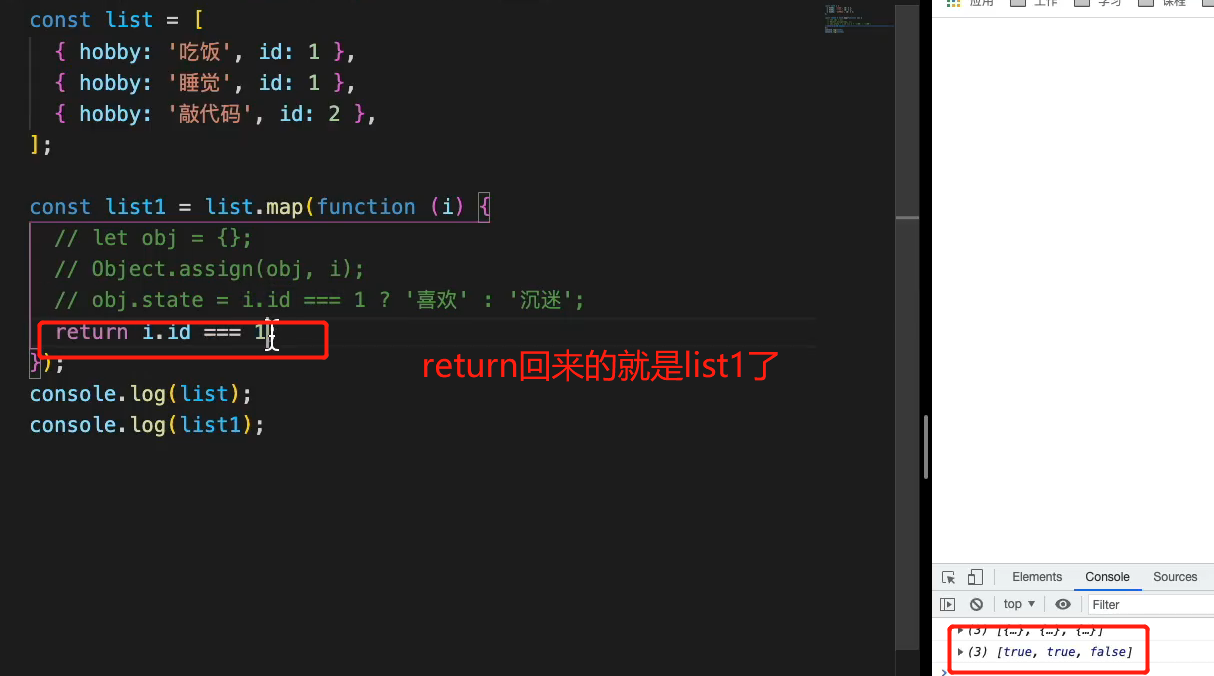 const list = [
{ hobby: '吃饭', id: 1 },
{ hobby: '睡觉', id: 1 },
{ hobby: '敲代码', id: 2 },
];
const list1 = list.map(function (i) {
// let obj = {};
// Object.assign(obj, i);
// obj.state = i.id === 1 ? '喜欢' : '沉迷';
return i.id === 1
});
return回来的就是list1了
console.log(list);
console.log(list1);
应用 工作 学习 课程
Elements Console Sources
top ▼ Filter
▶ (3) [{…}, {…}, {…}]
▶ (3) [true, true, false]
>